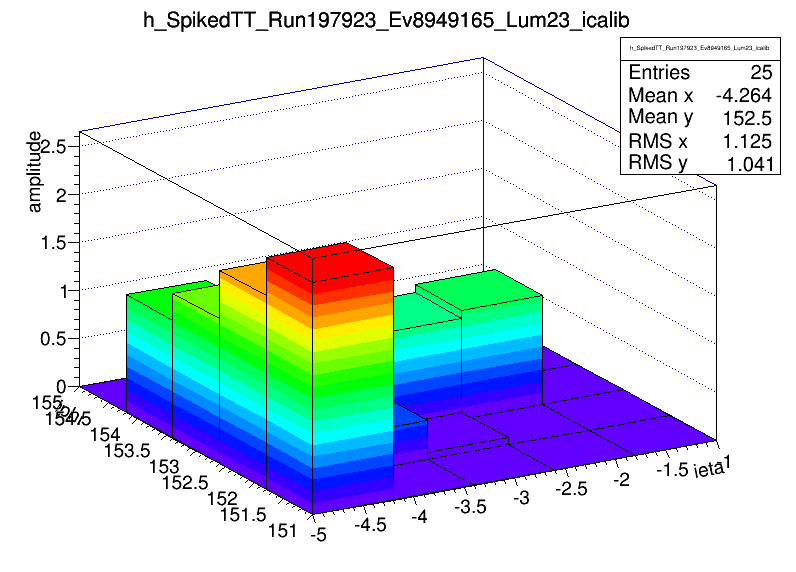 h_SpikedTT_Run197923_Ev8949165_Lum23_icalib
h_SpikedTT_Run197923_Ev8949165_Lum23_icalib
Entries 25
Mean x -4.264
Mean y 152.5
RMS x 1.125
RMS y 1.041
amplitude
2.5
2
1.5
1
0.5
0
155
154.5
154
153.5
153
152.5
152
151.5
151
-5
-4.5
-4
-3.5
-3
-2.5
-2
-1.5
ieta